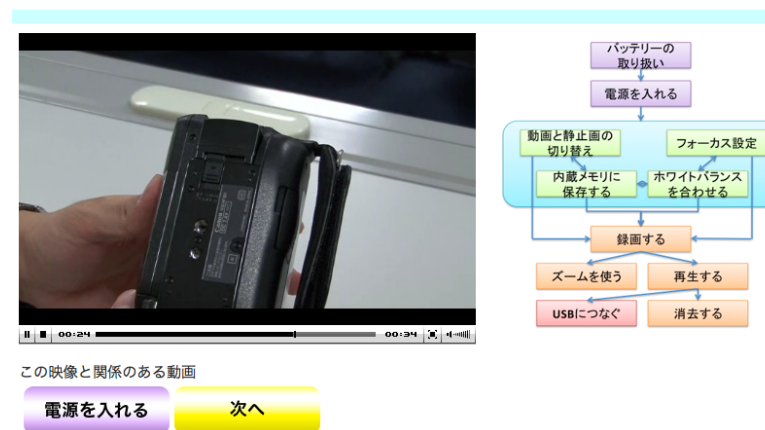 バッテリーの
取り扱い
電源を入れる
動画と静止画の
切り替え
フォーカス設定
内蔵メモリに
保存する
ホワイトバランス
を合わせる
録画する
ズームを使う
再生する
USBにつなぐ
消去する
00:24
00:34
この映像と関係のある動画
電源を入れる
次へ